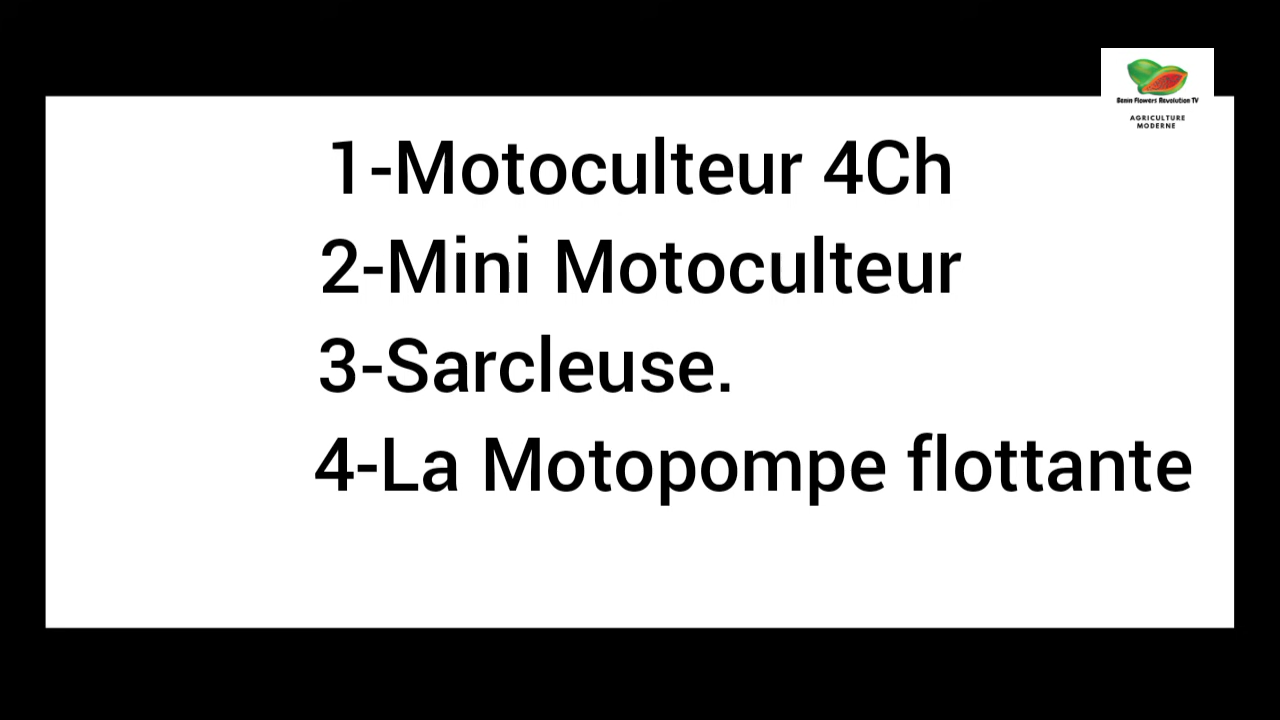 Benin Flowers Revolution TV
AGRICULTURE
MODERNE
1-Motoculteur 4Ch
2-Mini Motoculteur
3-Sarcleuse.
4-La Motopompe flottante